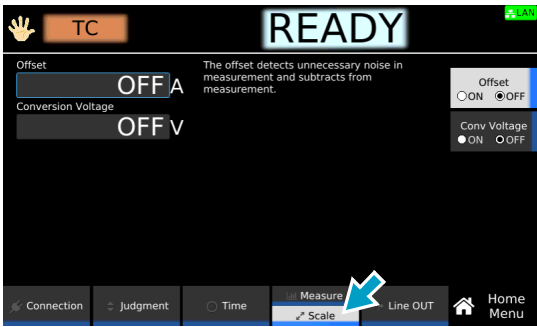 LAN
TC
READY
Offset
OFF A
The offset detects unnecessary noise in
measurement and subtracts from
measurement.
Conversion Voltage
OFF V
Offset
ON OFF
Conv Voltage
ON OFF
Connection
Judgment
Time
Measure
Scale
Line OUT
Home
Menu